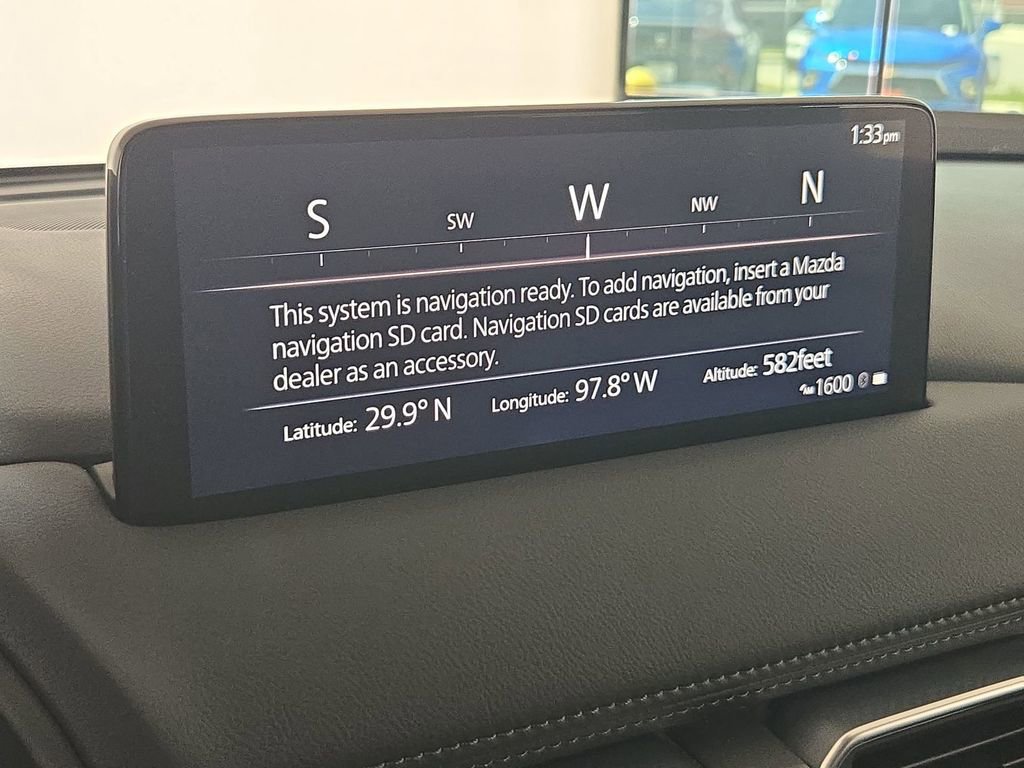 1:33pm
S SW W NW N
This system is navigation ready. To add navigation, insert a Mazda
navigation SD card. Navigation SD cards are available from your
dealer as an accessory.
Latitude: 29.9° N Longitude: 97.8° W Altitude: 582feet
1600